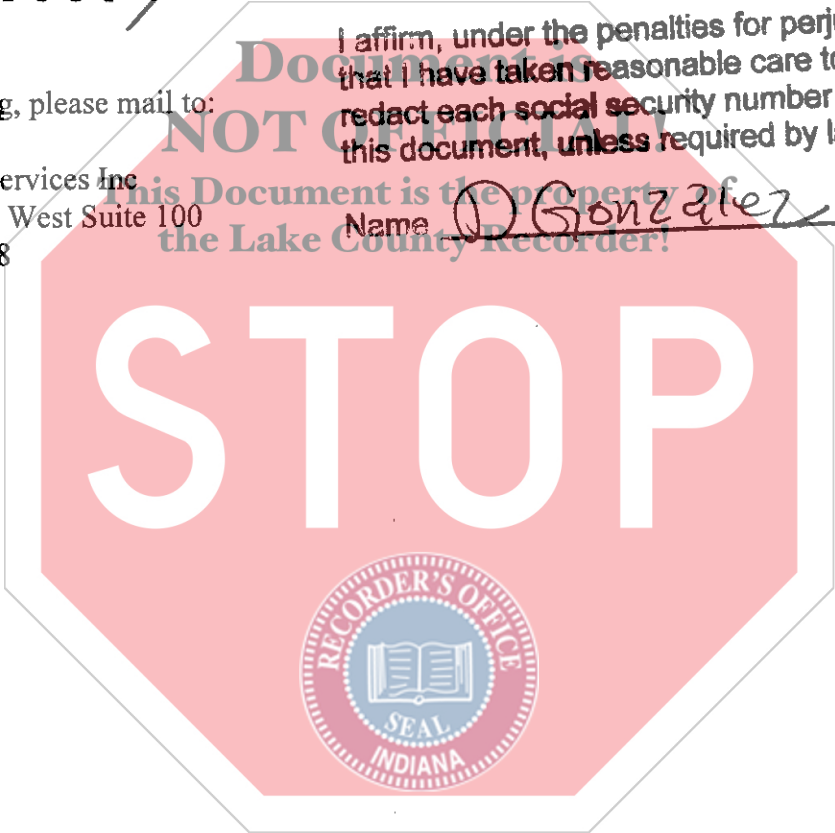 I affirm, under the penalties for
that I have taken reasonable care
redact each social security number
this document, unless required by
Name D Gonzalez
g, please mail to:
ervices Inc
West Suite 100
8
Document is
NOT OFFICIAL!
This Document is the property of
the Lake County Recorder!
STOP
RECORDER'S OFFICE
SEAL
INDIANA